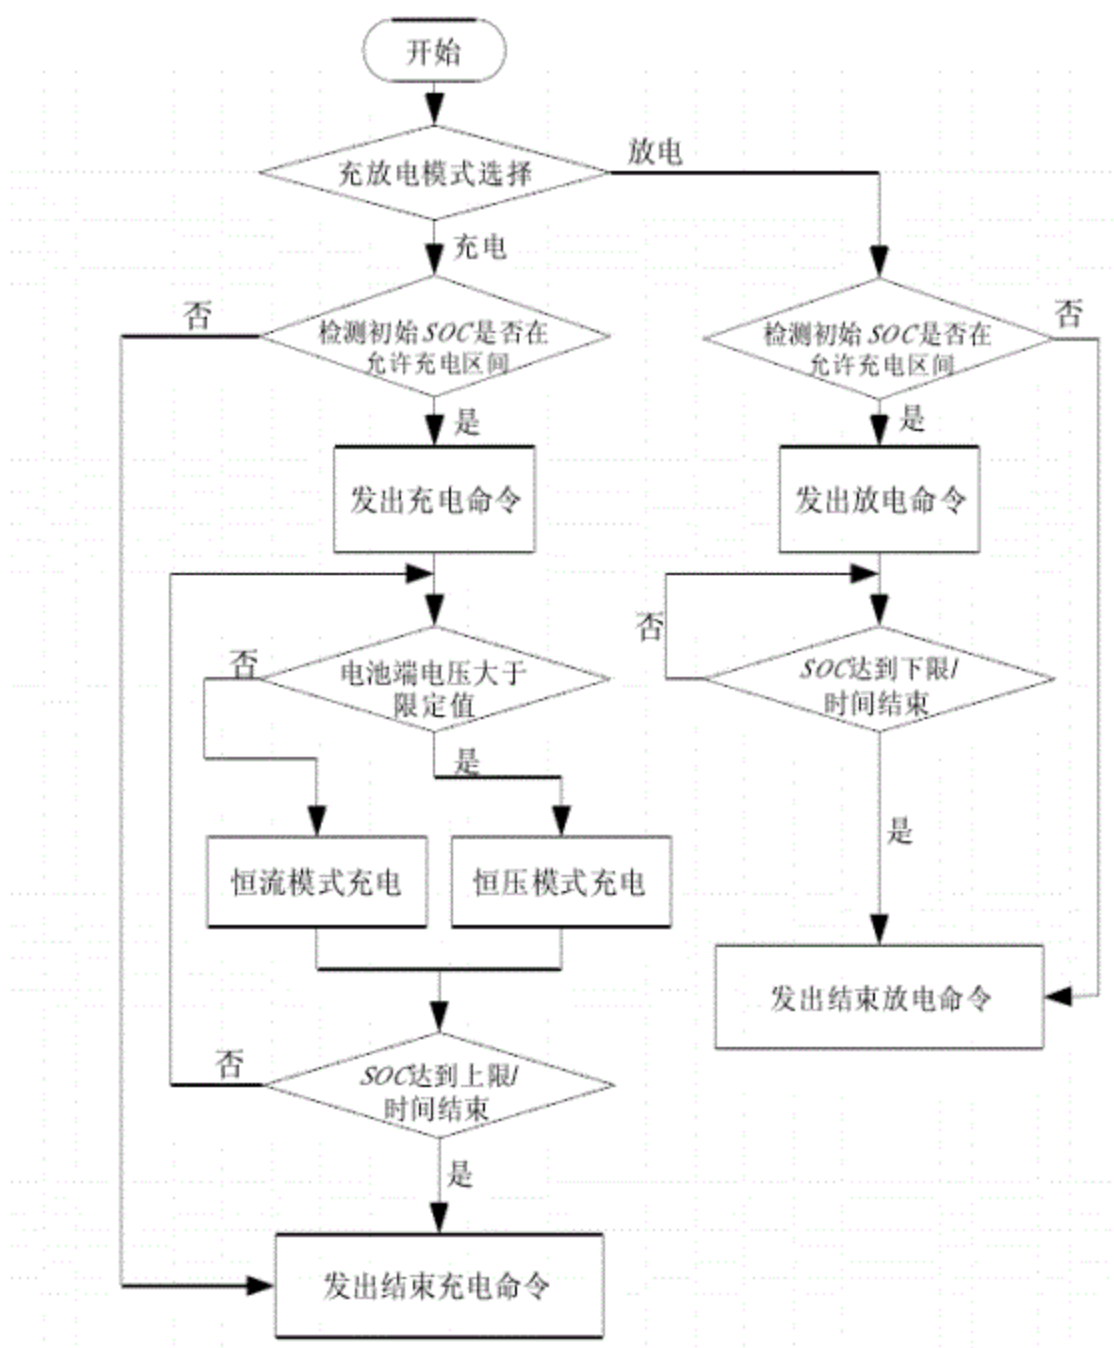 开始
充放电模式选择
放电
充电
否
检测初始SOC是否在
允许充电区间
检测初始SOC是否在
允许充电区间
否
是
是
发出充电命令
发出放电命令
否
电池端电压大于
限定值
否
SOC达到下限/
时间结束
是
是
恒流模式充电
恒压模式充电
发出结束放电命令
否
SOC达到上限/
时间结束
是
发出结束充电命令